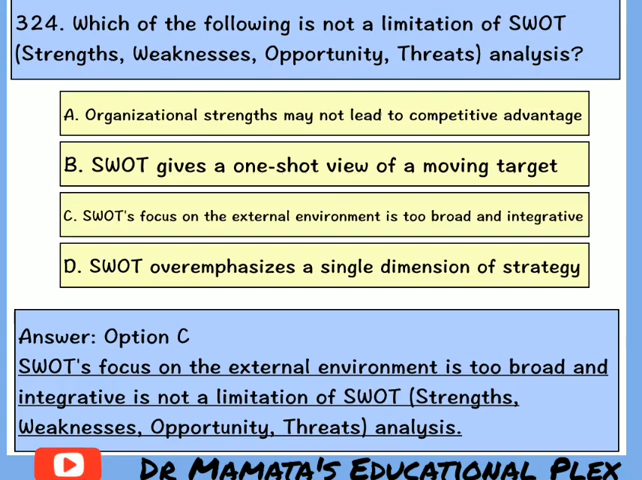 324. Which of the following is not a limitation of SWOT
(Strengths, Weaknesses, Opportunity, Threats) analysis?
A. Organizational strengths may not lead to competitive advantage
B. SWOT gives a one-shot view of a moving target
C. SWOT's focus on the external environment is too broad and integrative
D. SWOT overemphasizes a single dimension of strategy
Answer: Option C
SWOT's focus on the external environment is too broad and
integrative is not a limitation of SWOT (Strengths,
Weaknesses, Opportunity, Threats) analysis.
Dr Mamata's Educational Plex